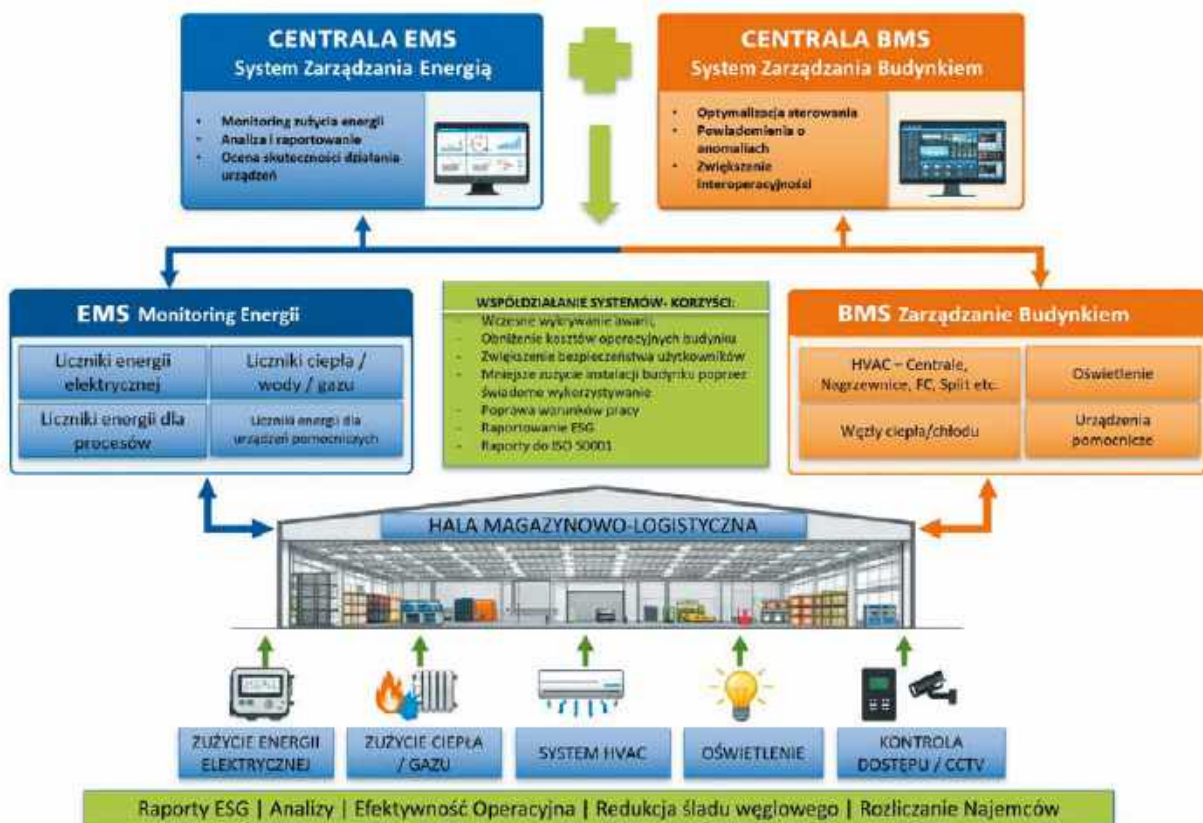 CENTRALA EMS
System Zarządzania Energią
• Monitoring zużycia energii
• Analiza i raportowanie
• Ocena skuteczności działania
urządzeń
CENTRALA BMS
System Zarządzania Budynkiem
• Optymalizacja sterowania
• Powiadomienia o
anomaliach
• Zwiększenie
interoperacyjności
EMS Monitoring Energii
Liczniki energii
elektrycznej
Liczniki ciepła /
wody / gazu
Liczniki energii dla
procesów
Liczniki energii dla
urządzeń pomocniczych
WSPÓŁDZIAŁANIE SYSTEMÓW- KORZYŚCI:
- Wczesne wykrywanie awarii,
- Obniżenie kosztów operacyjnych budynku
- Zwiększenie bezpieczeństwa użytkowników
- Mniejsze zużycie instalacji budynku poprzez
świadome wykorzystywanie
- Poprawa warunków pracy
- Raportowanie ESG
- Raporty do ISO 50001
BMS Zarządzanie Budynkiem
HVAC – Centrale,
Nagrzewnice, FC, Split etc.
Oświetlenie
Węzły ciepła/chłodu
Urządzenia
pomocnicze
HALA MAGAZYNOWO-LOGISTYCZNA
ZUŻYCIE ENERGII
ELEKTRYCZNEJ
ZUŻYCIE CIEPŁA
/ GAZU
SYSTEM HVAC
OŚWIETLENIE
KONTROLA
DOSTĘPU / CCTV
Raporty ESG | Analizy | Efektywność Operacyjna | Redukcja śladu węglowego | Rozliczanie Najemców